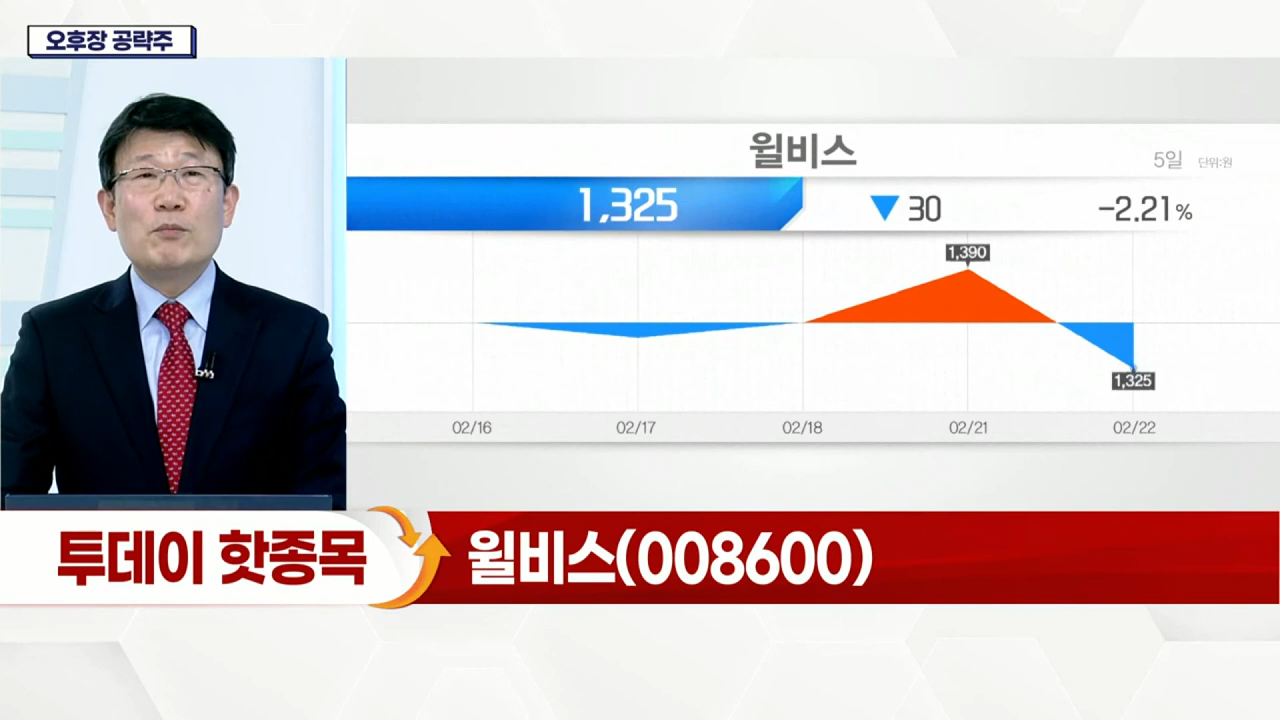 오후장 공략주
윌비스
5일 단위:원
1,325 ▼ 30 -2.21%
1,390
1,325
02/16 02/17 02/18 02/21 02/22
투데이 핫종목 윌비스(008600)